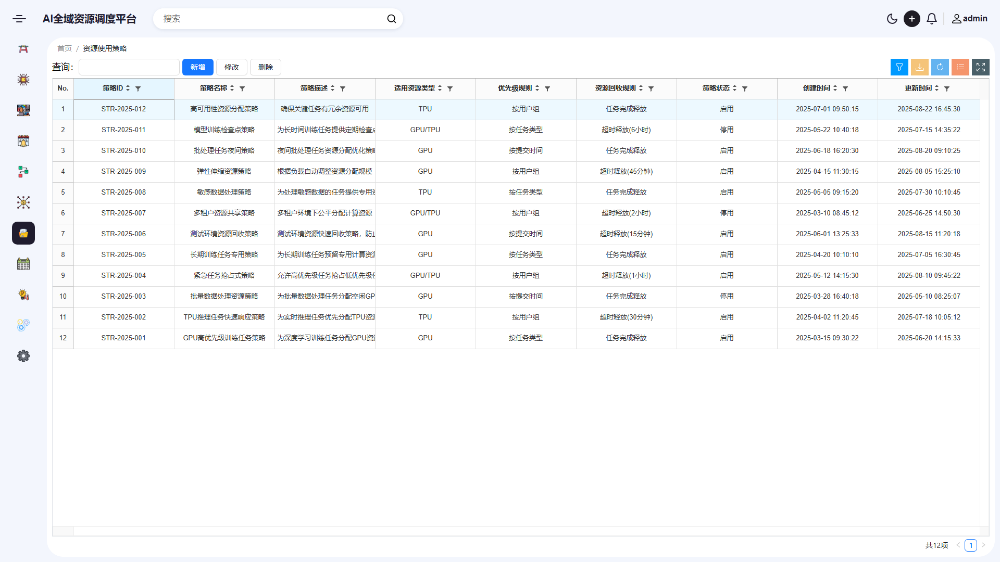 AI全域资源调度平台
搜索
admin
首页 / 资源使用策略
查询：
新增 修改 删除
No. 策略ID 策略名称 策略描述 适用资源类型 优先级规则 资源回收规则 策略状态 创建时间 更新时间
1 STR-2025-012 高可用性资源分配策略 确保关键任务有冗余资源可用 TPU 按用户组 任务完成释放 启用 2025-07-01 09:50:15 2025-08-22 16:45:30
2 STR-2025-011 模型训练检查点策略 为长时间训练任务提供定期检查点 GPU/TPU 按任务类型 超时释放(6小时) 停用 2025-05-22 10:40:18 2025-07-15 14:35:22
3 STR-2025-010 批处理任务夜间策略 夜间批处理任务资源分配优化策略 GPU 按提交时间 任务完成释放 启用 2025-06-18 16:20:30 2025-08-20 09:10:25
4 STR-2025-009 弹性伸缩资源策略 根据负载自动调整资源分配规模 GPU 按用户组 超时释放(45分钟) 启用 2025-04-15 11:30:15 2025-08-05 15:25:10
5 STR-2025-008 敏感数据处理策略 为处理敏感数据的任务提供专用资 TPU 按任务类型 任务完成释放 启用 2025-05-05 09:15:20 2025-07-30 10:10:45
6 STR-2025-007 多租户资源共享策略 多租户环境下公平分配计算资源 GPU/TPU 按用户组 超时释放(2小时) 停用 2025-03-10 08:45:12 2025-06-25 14:50:30
7 STR-2025-006 测试环境资源回收策略 测试环境资源快速回收策略，防止 GPU 按提交时间 超时释放(15分钟) 启用 2025-06-01 13:25:33 2025-08-15 11:20:18
8 STR-2025-005 长期训练任务专用策略 为长期训练任务预留专用计算资源 GPU 按任务类型 任务完成释放 启用 2025-04-20 10:10:10 2025-07-05 16:30:45
9 STR-2025-004 紧急任务抢占式策略 允许高优先级任务抢占低优先级任 GPU/TPU 按用户组 超时释放(1小时) 启用 2025-05-12 14:15:30 2025-08-10 09:45:22
10 STR-2025-003 批量数据处理资源策略 为批量数据处理任务分配空闲GP GPU 按提交时间 任务完成释放 停用 2025-03-28 16:40:18 2025-05-10 08:25:07
11 STR-2025-002 TPU推理任务快速响应策略 为实时推理任务优先分配TPU资源 TPU 按用户组 超时释放(30分钟) 启用 2025-04-02 11:20:45 2025-07-18 10:05:12
12 STR-2025-001 GPU高优先级训练任务策略 为深度学习训练任务分配GPU资源 GPU 按任务类型 任务完成释放 启用 2025-03-15 09:30:22 2025-06-20 14:15:33
共12项 < 1 >